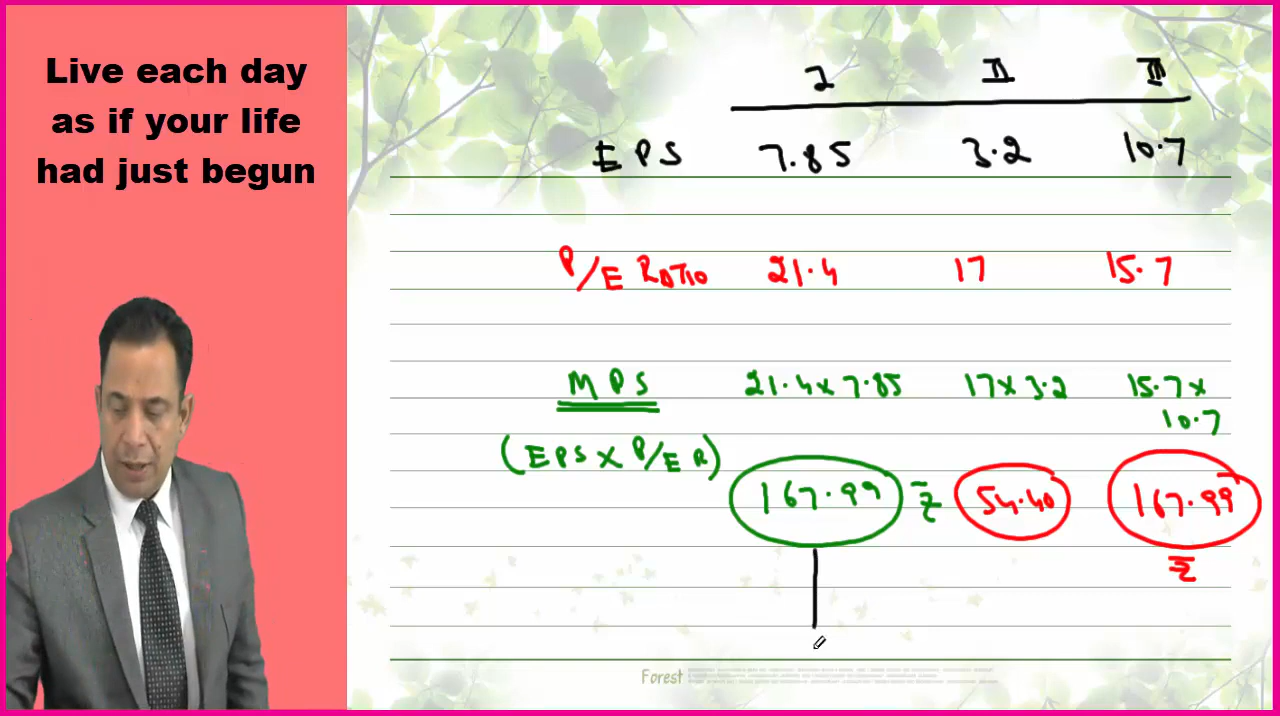 Live each day
as if your life
had just begun
I II III
EPS 7.85 3.2 10.7
P/E RATIO 21.4 17 15.7
MPS 21.4x7.85 17x3.2 15.7x
10.7
(EPS x P/ER)
167.99 54.40 167.99
Forest